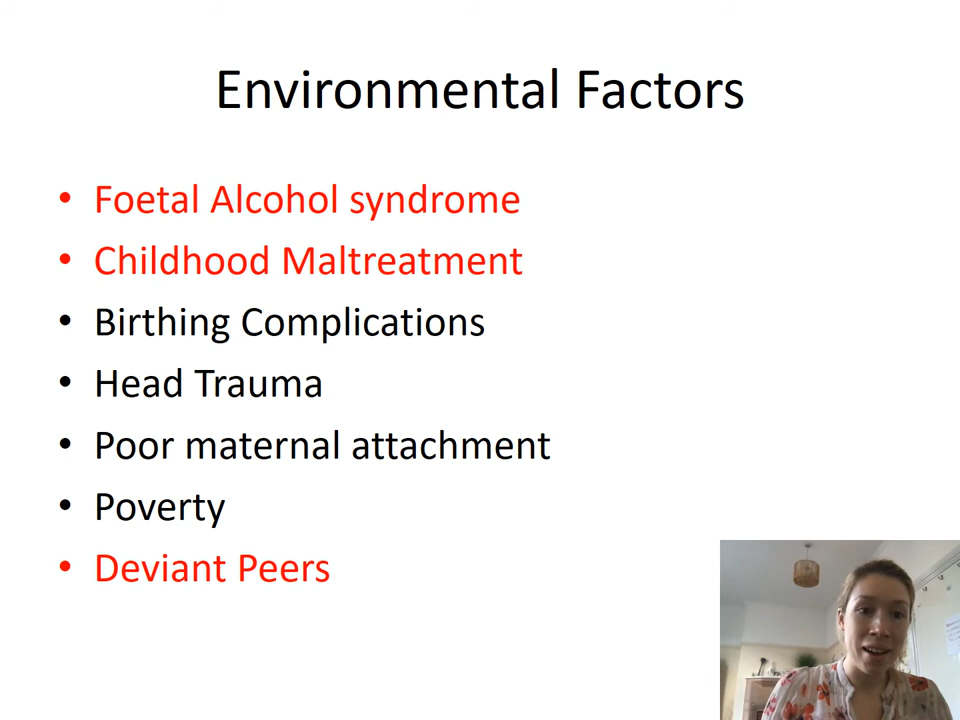 Environmental Factors
• Foetal Alcohol syndrome
• Childhood Maltreatment
• Birthing Complications
• Head Trauma
• Poor maternal attachment
• Poverty
• Deviant Peers